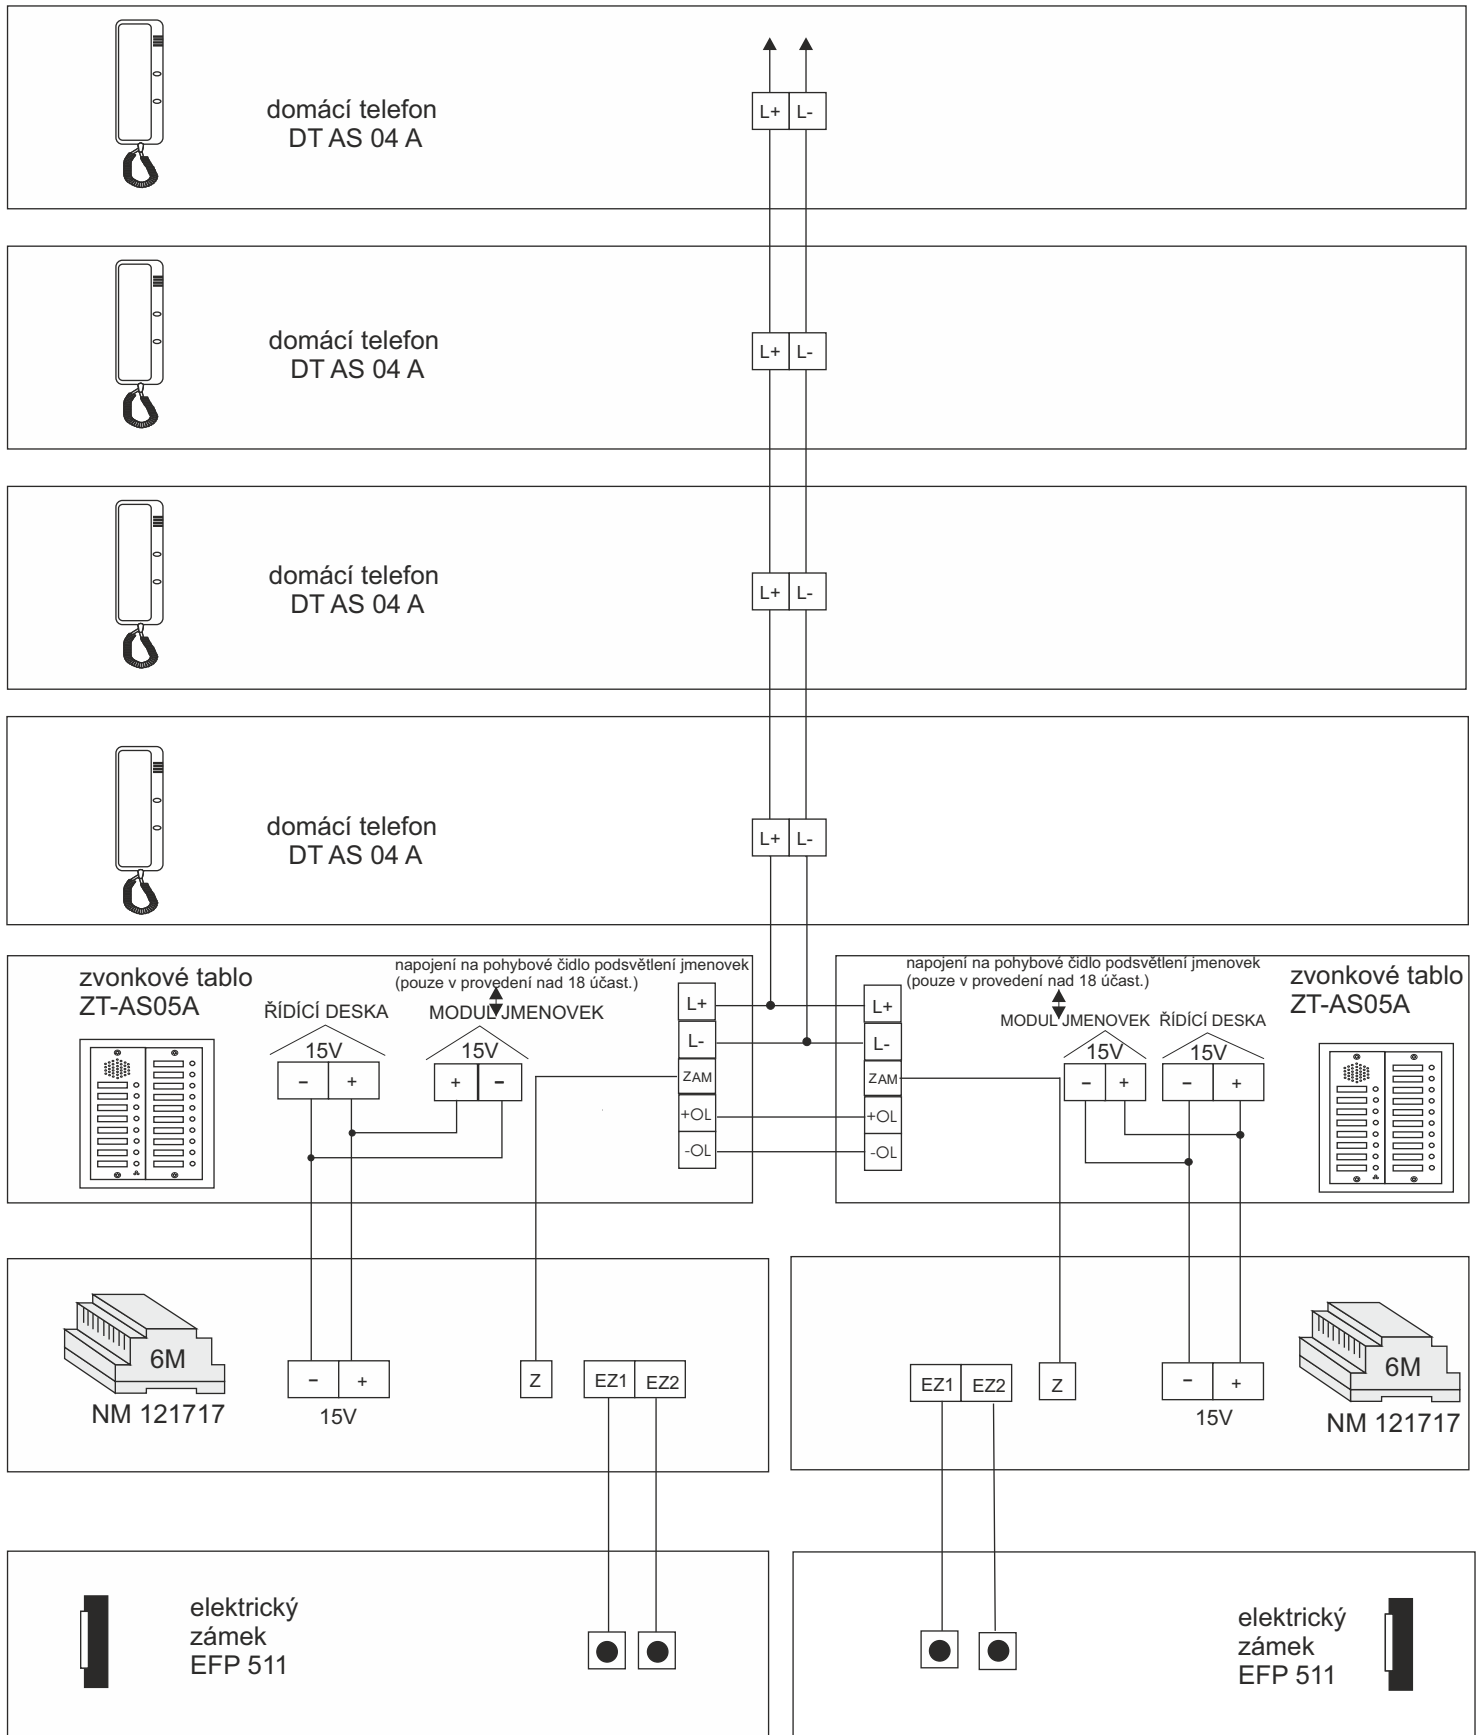 domácí telefon
DT AS 04 A
L+ L-
domácí telefon
DT AS 04 A
L+ L-
domácí telefon
DT AS 04 A
L+ L-
domácí telefon
DT AS 04 A
L+ L-
zvonkové tablo
ZT-AS05A
napojení na pohybové čidlo podsvětlení jmenovek
(pouze v provedení nad 18 účast.)
ŘÍDÍCÍ DESKA
MODUL JMENOVEK
15V
15V
- +
+ -
L+
L-
ZAM
+OL
-OL
L+
L-
ZAM
+OL
-OL
napojení na pohybové čidlo podsvětlení jmenovek
(pouze v provedení nad 18 účast.)
MODUL JMENOVEK
ŘÍDÍCÍ DESKA
15V
15V
- +
- +
zvonkové tablo
ZT-AS05A
6M
NM 121717
- +
15V
Z
EZ1 EZ2
EZ1 EZ2
Z
- +
15V
6M
NM 121717
elektrický
zámek
EFP 511
elektrický
zámek
EFP 511